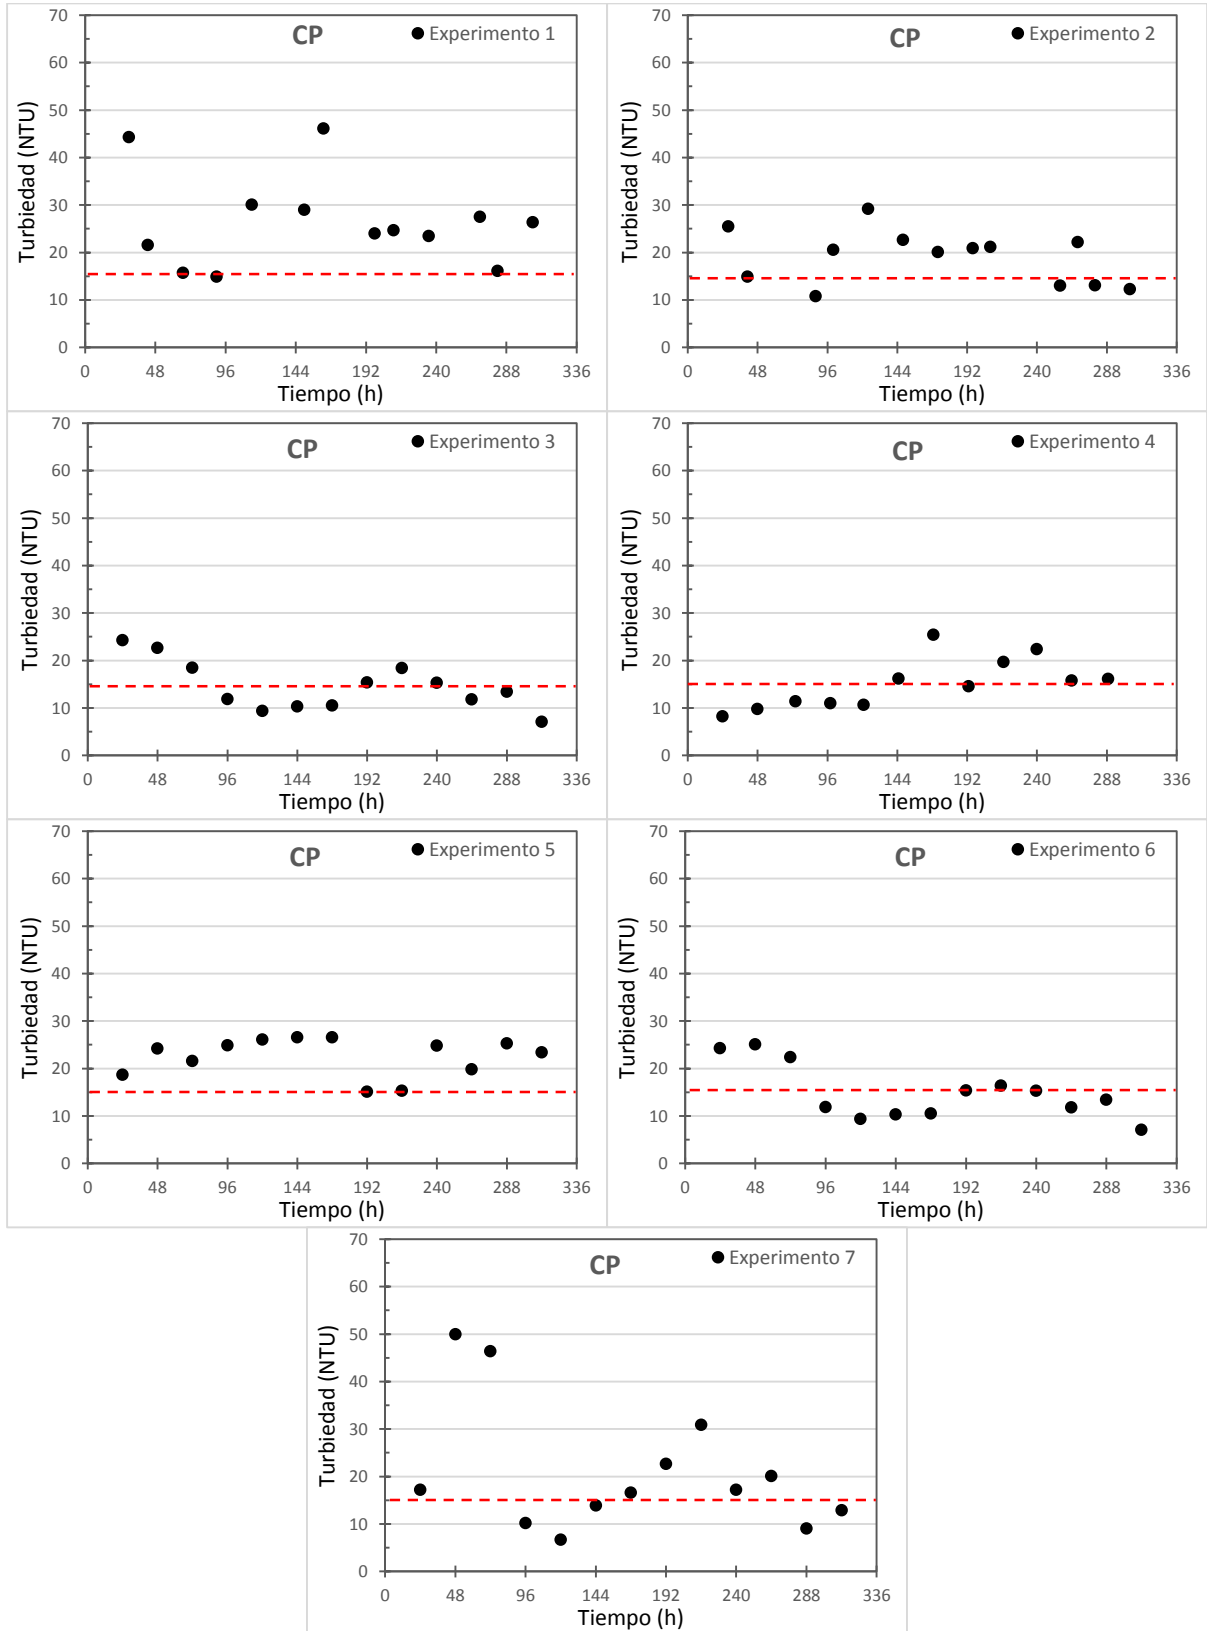 CP
Experimento 1
Turbiedad (NTU)
70
60
50
40
30
20
10
0
0 48 96 144 192 240 288 336
Tiempo (h)
CP
Experimento 2
Turbiedad (NTU)
70
60
50
40
30
20
10
0
0 48 96 144 192 240 288 336
Tiempo (h)
CP
Experimento 3
Turbiedad (NTU)
70
60
50
40
30
20
10
0
0 48 96 144 192 240 288 336
Tiempo (h)
CP
Experimento 4
Turbiedad (NTU)
70
60
50
40
30
20
10
0
0 48 96 144 192 240 288 336
Tiempo (h)
CP
Experimento 5
Turbiedad (NTU)
70
60
50
40
30
20
10
0
0 48 96 144 192 240 288 336
Tiempo (h)
CP
Experimento 6
Turbiedad (NTU)
70
60
50
40
30
20
10
0
0 48 96 144 192 240 288 336
Tiempo (h)
CP
Experimento 7
Turbiedad (NTU)
70
60
50
40
30
20
10
0
0 48 96 144 192 240 288 336
Tiempo (h)